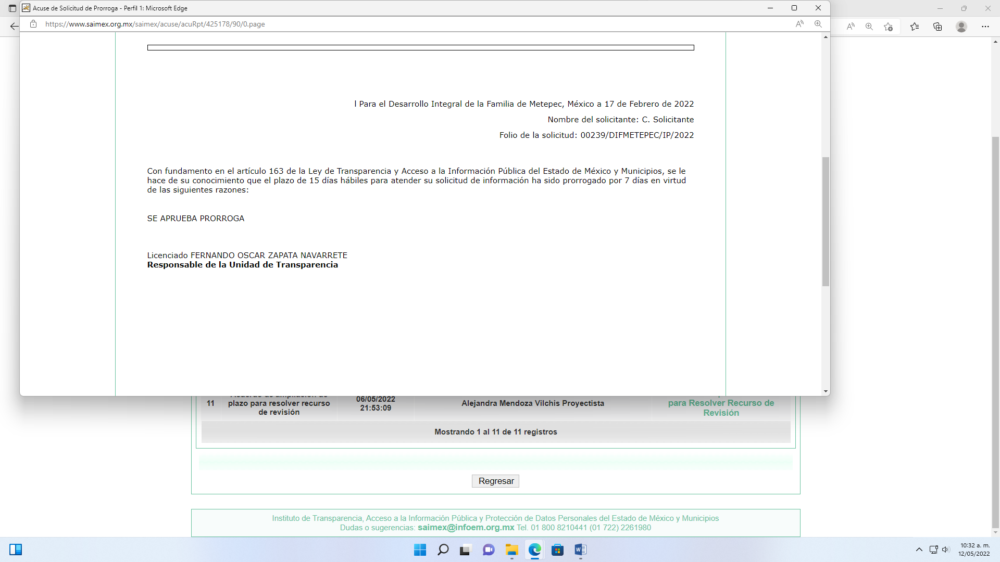 Acuse de Solicitud de Prorroga - Perfil 1: Microsoft Edge
https://www.saimex.org.mx/saimex/acuse/acuRpt/425178/90/0.page
l Para el Desarrollo Integral de la Familia de Metepec, México a 17 de Febrero de 2022
Nombre del solicitante: C. Solicitante
Folio de la solicitud: 00239/DIFMETEPEC/IP/2022
Con fundamento en el artículo 163 de la Ley de Transparencia y Acceso a la Información Pública del Estado de México y Municipios, se le
hace de su conocimiento que el plazo de 15 días hábiles para atender su solicitud de información ha sido prorrogado por 7 días en virtud
de las siguientes razones:
SE APRUEBA PRORROGA
Licenciado FERNANDO OSCAR ZAPATA NAVARRETE
Responsable de la Unidad de Transparencia
11
Acuerdo de ampliación de
plazo para resolver recurso
de revisión
06/05/2022
21:53:09
Alejandra Mendoza Vilchis Proyectista
para Resolver Recurso de
Revisión
Mostrando 1 al 11 de 11 registros
Regresar
Instituto de Transparencia, Acceso a la Información Pública y Protección de Datos Personales del Estado de México y Municipios
Dudas o sugerencias: saimex@infoem.org.mx Tel. 01 800 8210441 (01 722) 2261980
10:32 a. m.
12/05/2022